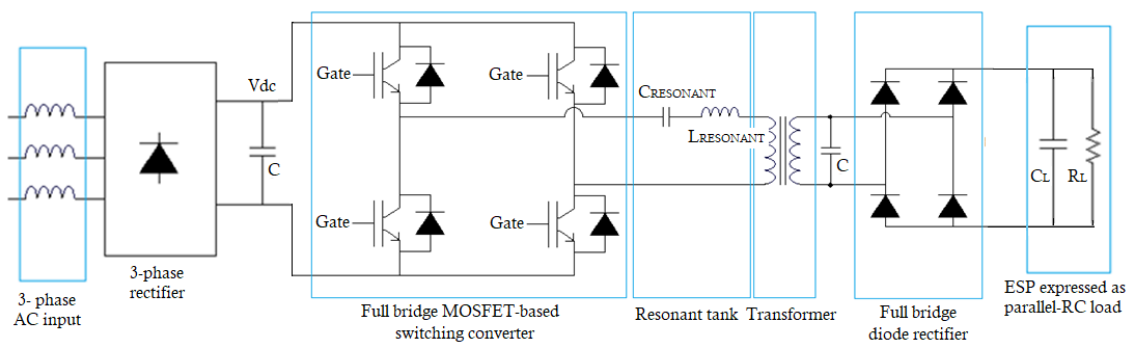 Vdc
Gate
Gate
CRESONANT
LRESONANT
C
C
CL
RL
Gate
Gate
3- phase
AC input
3-phase
rectifier
Full bridge MOSFET-based
switching converter
Resonant tank
Transformer
Full bridge
diode rectifier
ESP expressed as
parallel-RC load